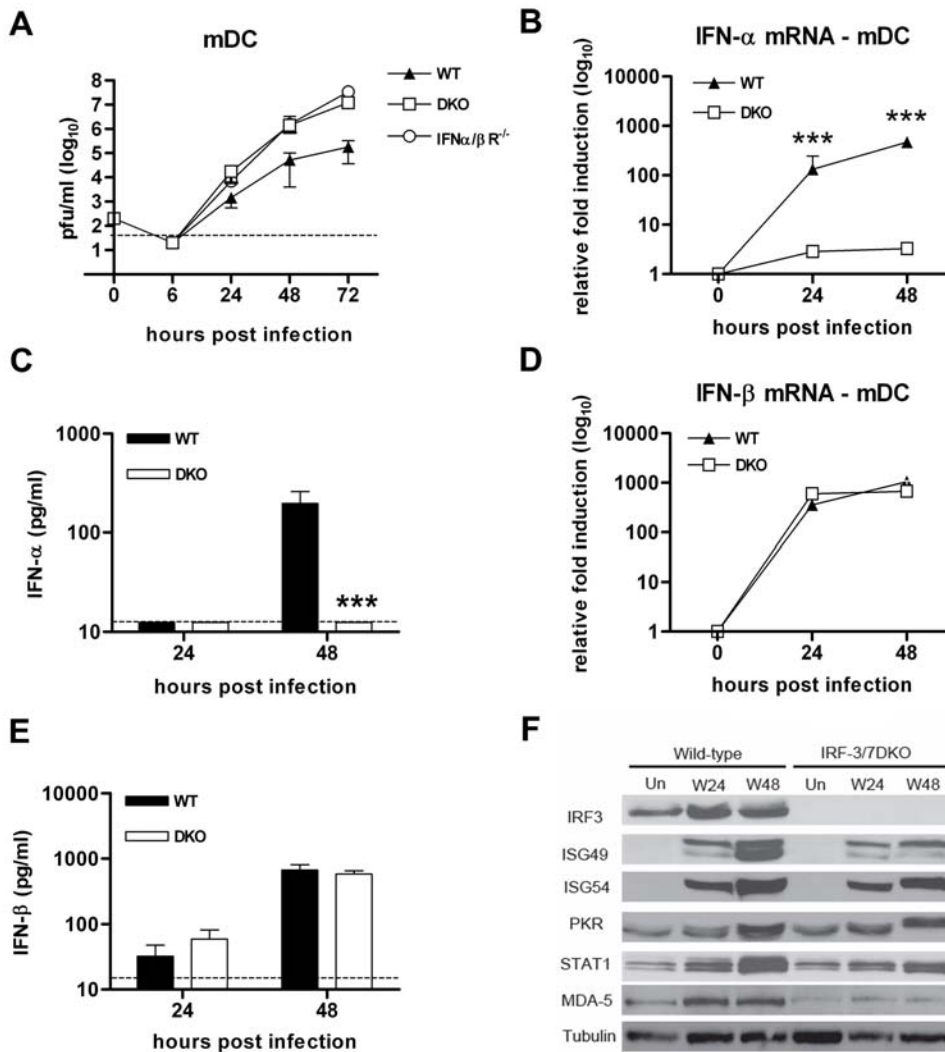 A
mDC
WT
DKO
IFNα/β R⁻/⁻
pfu/ml (log₁₀)
8
7
6
5
4
3
2
1
0 6 24 48 72
hours post infection
B
IFN-α mRNA - mDC
WT
DKO
relative fold induction (log₁₀)
10000
1000
100
10
1
*** ***
0 24 48
hours post infection
C
WT
DKO
IFN-α (pg/ml)
1000
100
10
***
24 48
hours post infection
D
IFN-β mRNA - mDC
WT
DKO
relative fold induction (log₁₀)
10000
1000
100
10
1
0 24 48
hours post infection
E
WT
DKO
IFN-β (pg/ml)
10000
1000
100
10
24 48
hours post infection
F
Wild-type IRF-3/7DKO
Un W24 W48 Un W24 W48
IRF3
ISG49
ISG54
PKR
STAT1
MDA-5
Tubulin